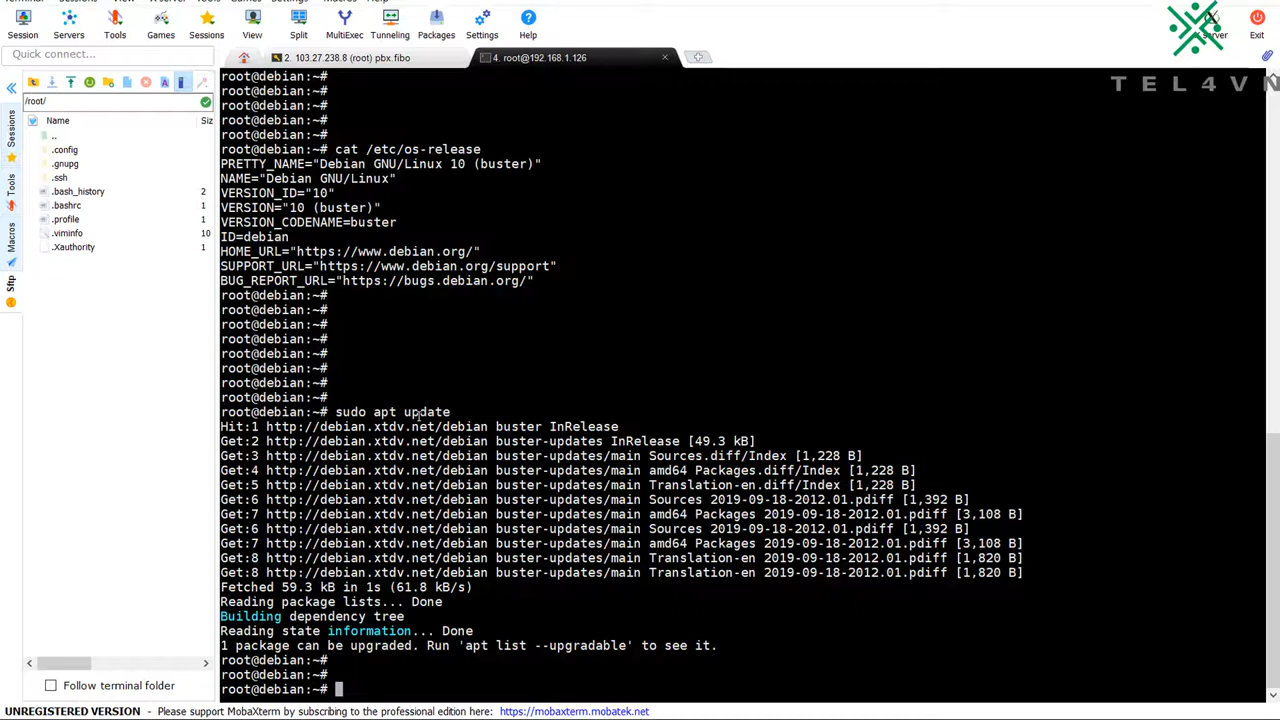 Terminal Sessions View X server Tools Games Settings Macros Help
Session Servers Tools Games Sessions View Split MultiExec Tunneling Packages Settings Help
X server Exit
Quick connect...
2. 103.27.238.8 (root) pbx.fibo
4. root@192.168.1.126
TEL4VN
/root/
Name Siz
..
.config
.gnupg
.ssh
.bash_history 2
.bashrc 1
.profile 1
.viminfo 10
.Xauthority 1
Sessions
Tools
Macros
Sftp
root@debian:~#
root@debian:~#
root@debian:~#
root@debian:~#
root@debian:~#
root@debian:~# cat /etc/os-release
PRETTY_NAME="Debian GNU/Linux 10 (buster)"
NAME="Debian GNU/Linux"
VERSION_ID="10"
VERSION="10 (buster)"
VERSION_CODENAME=buster
ID=debian
HOME_URL="https://www.debian.org/"
SUPPORT_URL="https://www.debian.org/support"
BUG_REPORT_URL="https://bugs.debian.org/"
root@debian:~#
root@debian:~#
root@debian:~#
root@debian:~#
root@debian:~#
root@debian:~#
root@debian:~#
root@debian:~#
root@debian:~# sudo apt update
Hit:1 http://debian.xtdv.net/debian buster InRelease
Get:2 http://debian.xtdv.net/debian buster-updates InRelease [49.3 kB]
Get:3 http://debian.xtdv.net/debian buster-updates/main Sources.diff/Index [1,228 B]
Get:4 http://debian.xtdv.net/debian buster-updates/main amd64 Packages.diff/Index [1,228 B]
Get:5 http://debian.xtdv.net/debian buster-updates/main Translation-en.diff/Index [1,228 B]
Get:6 http://debian.xtdv.net/debian buster-updates/main Sources 2019-09-18-2012.01.pdiff [1,392 B]
Get:7 http://debian.xtdv.net/debian buster-updates/main amd64 Packages 2019-09-18-2012.01.pdiff [3,108 B]
Get:6 http://debian.xtdv.net/debian buster-updates/main Sources 2019-09-18-2012.01.pdiff [1,392 B]
Get:7 http://debian.xtdv.net/debian buster-updates/main amd64 Packages 2019-09-18-2012.01.pdiff [3,108 B]
Get:8 http://debian.xtdv.net/debian buster-updates/main Translation-en 2019-09-18-2012.01.pdiff [1,820 B]
Get:8 http://debian.xtdv.net/debian buster-updates/main Translation-en 2019-09-18-2012.01.pdiff [1,820 B]
Fetched 59.3 kB in 1s (61.8 kB/s)
Reading package lists... Done
Building dependency tree
Reading state information... Done
1 package can be upgraded. Run 'apt list --upgradable' to see it.
root@debian:~#
root@debian:~#
root@debian:~#
Follow terminal folder
UNREGISTERED VERSION - Please support MobaXterm by subscribing to the professional edition here: https://mobaxterm.mobatek.net